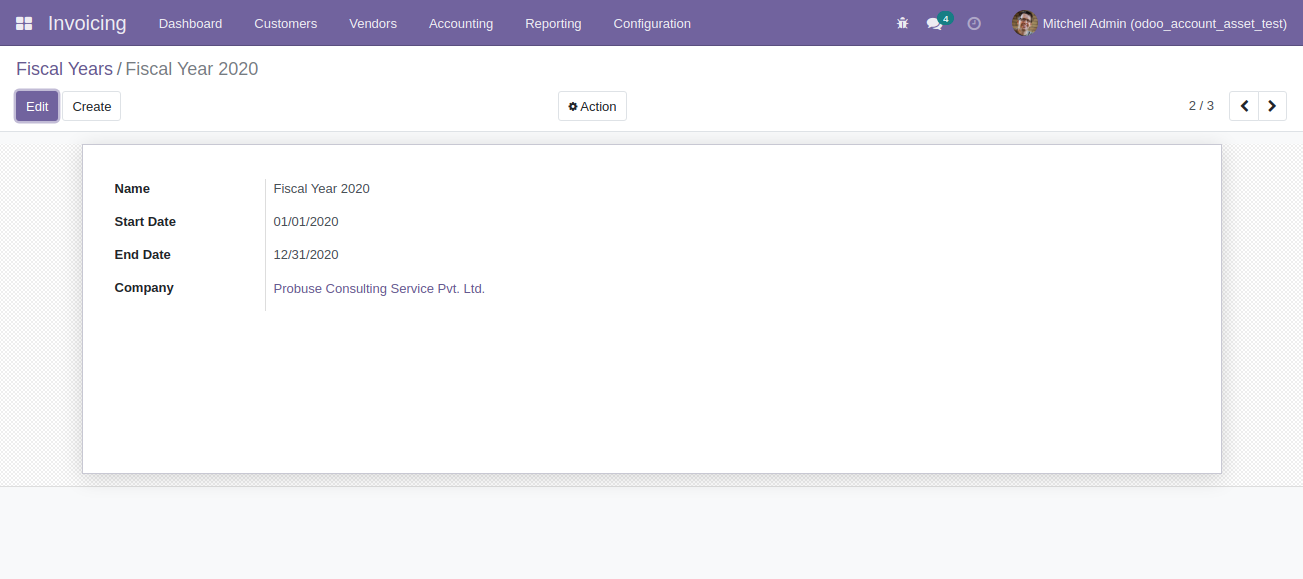 Invoicing Dashboard Customers Vendors Accounting Reporting Configuration 4 Mitchell Admin (odoo_account_asset_test)
Fiscal Years / Fiscal Year 2020
Edit Create Action 2 / 3
Name Fiscal Year 2020
Start Date 01/01/2020
End Date 12/31/2020
Company Probuse Consulting Service Pvt. Ltd.